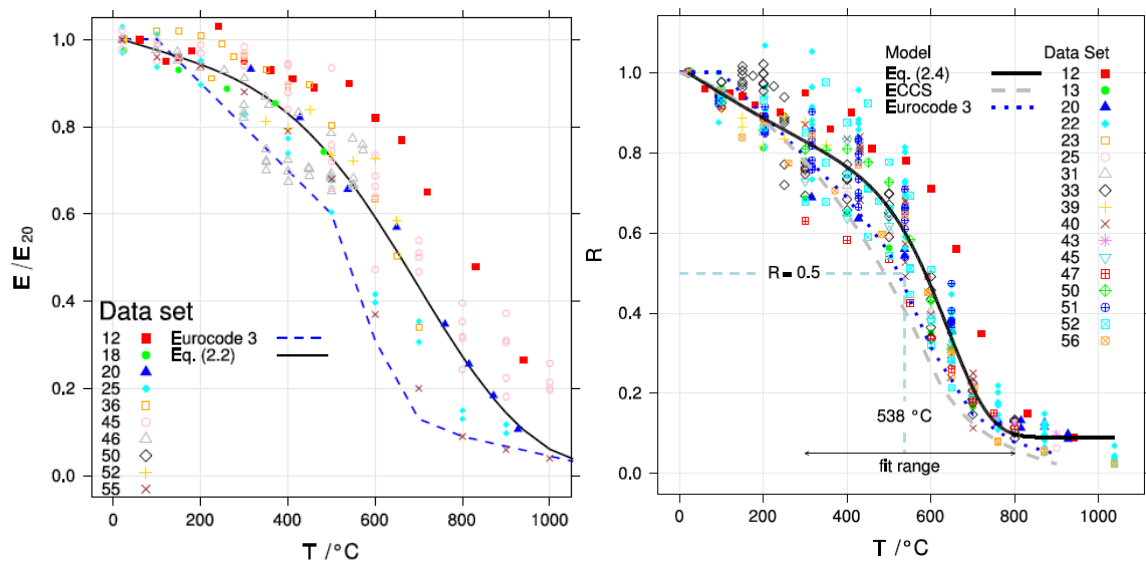 1.0
0.8
0.6
0.4
0.2
0.0
E / E20
Data set
12
18
20
25
36
45
46
50
52
55
Eurocode 3
Eq. (2.2)
0 200 400 600 800 1000
T /°C
1.0
0.8
0.6
0.4
0.2
0.0
R
Model Data Set
Eq. (2.4)
ECCS
Eurocode 3
12
13
20
22
23
25
31
33
39
40
43
45
47
50
51
52
56
R = 0.5
538 °C
fit range
0 200 400 600 800 1000
T /°C